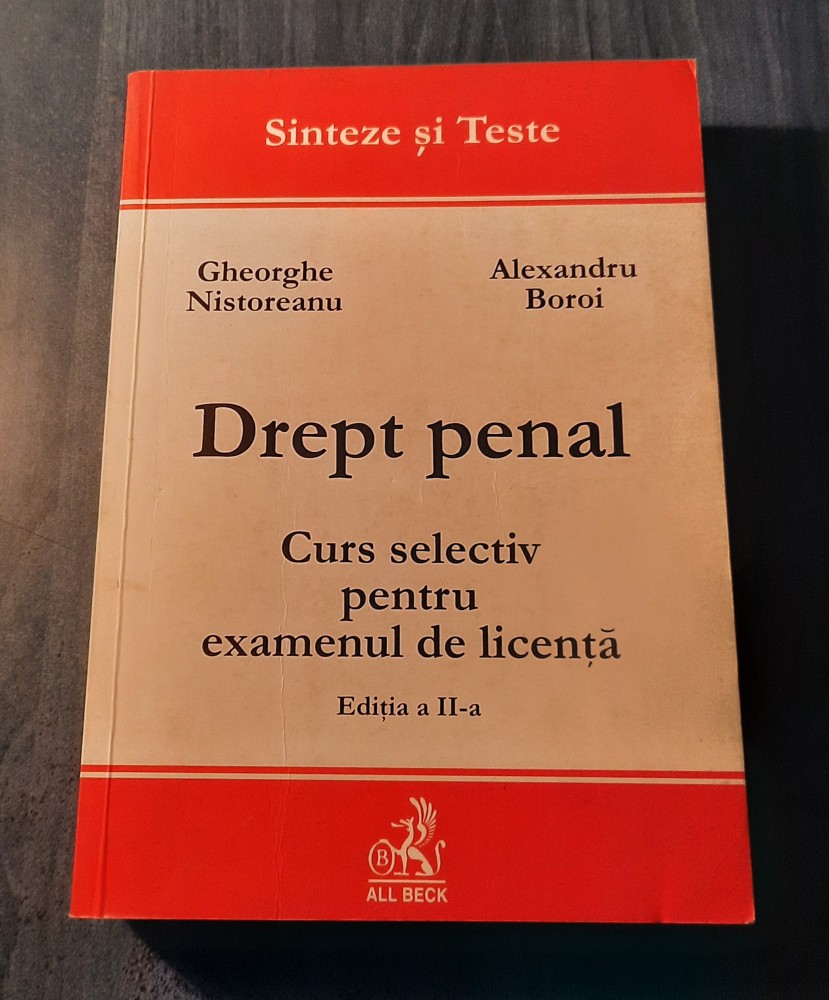 Sinteze și Teste
Gheorghe
Nistoreanu
Alexandru
Boroi
Drept penal
Curs selectiv
pentru
examenul de licență
Ediția a II-a
B
ALL BECK